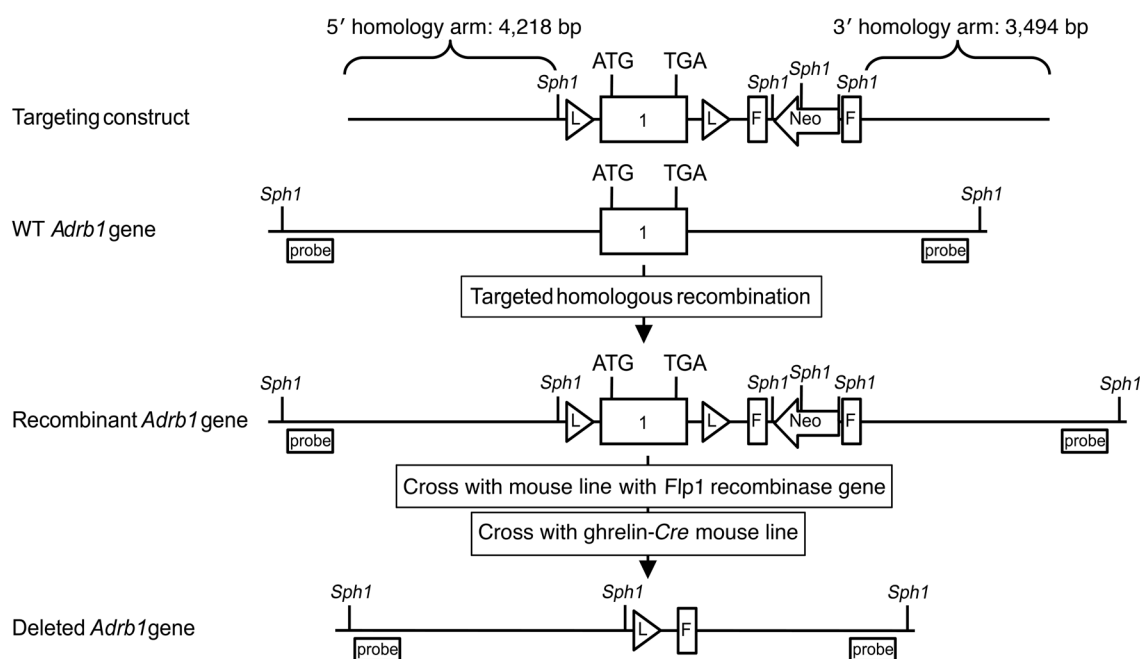 5′ homology arm: 4,218 bp
3′ homology arm: 3,494 bp
ATG TGA
Sph1 Sph1 Sph1 Sph1
Targeting construct
L 1 L F Neo F
ATG TGA
Sph1 Sph1
WT Adrb1 gene
1
probe probe
Targeted homologous recombination
ATG TGA
Sph1 Sph1 Sph1 Sph1 Sph1 Sph1
Recombinant Adrb1 gene
L 1 L F Neo F
probe probe
Cross with mouse line with Flp1 recombinase gene
Cross with ghrelin-Cre mouse line
Sph1 Sph1 Sph1
Deleted Adrb1 gene
L F
probe probe